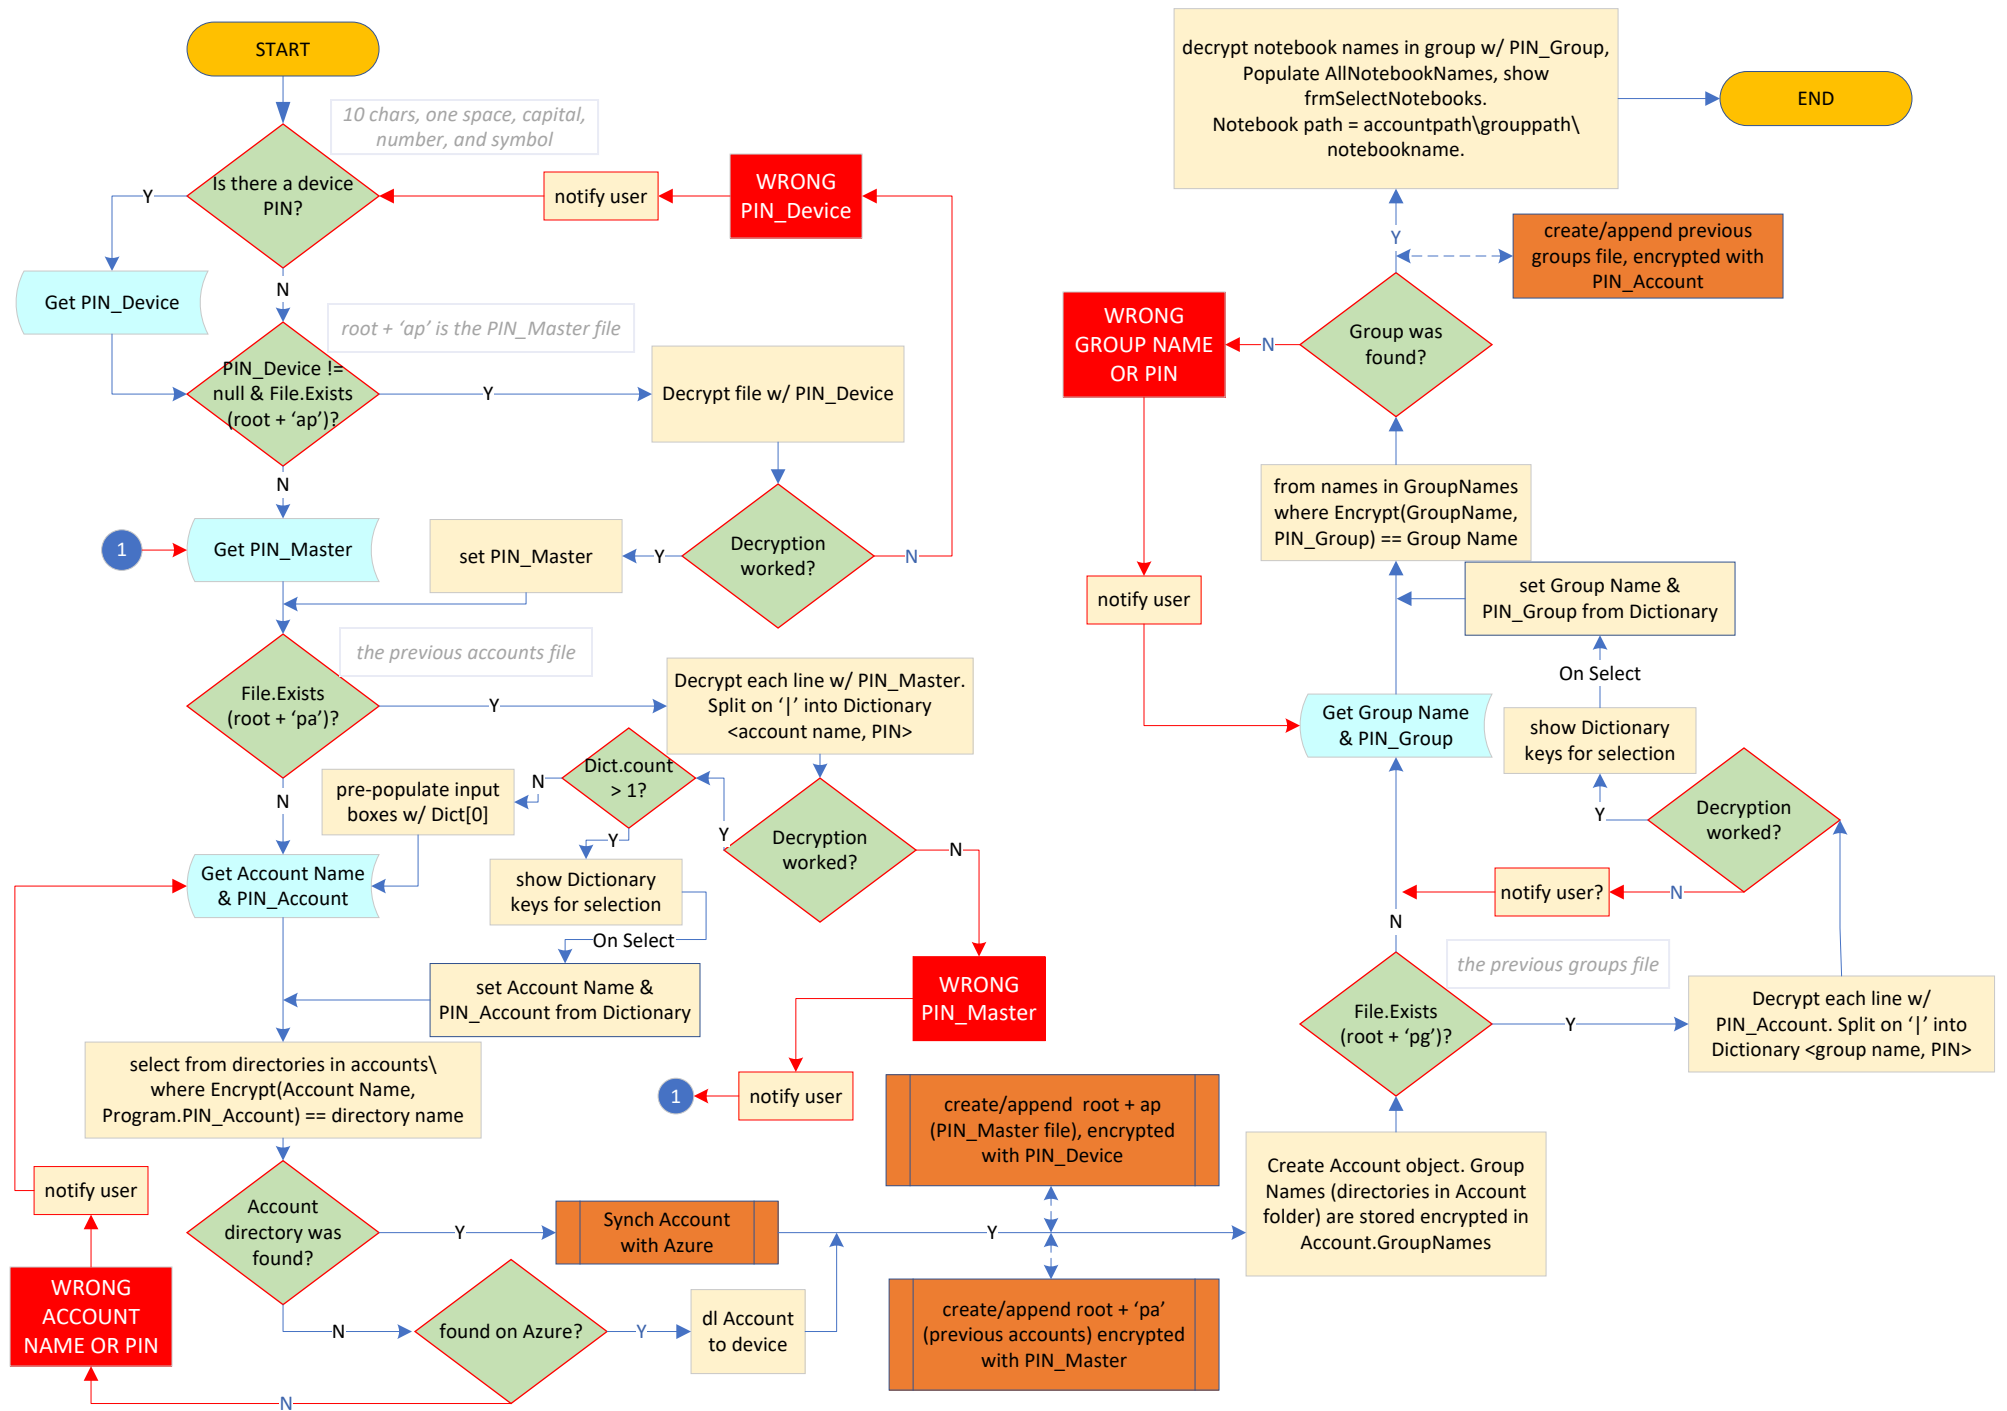 START
10 chars, one space, capital,
number, and symbol
Is there a device
PIN?
Y
N
notify user
WRONG
PIN_Device
Get PIN_Device
root + ‘ap’ is the PIN_Master file
PIN_Device !=
null & File.Exists
(root + ‘ap’)?
Y
N
Decrypt file w/ PIN_Device
1
Get PIN_Master
set PIN_Master
Y
Decryption
worked?
N
the previous accounts file
File.Exists
(root + ‘pa’)?
Y
N
Decrypt each line w/ PIN_Master.
Split on ‘|’ into Dictionary
<account name, PIN>
Dict.count
> 1?
N
Y
pre-populate input
boxes w/ Dict[0]
Y
Decryption
worked?
N
Get Account Name
& PIN_Account
show Dictionary
keys for selection
On Select
set Account Name &
PIN_Account from Dictionary
WRONG
PIN_Master
notify user
1
select from directories in accounts\
where Encrypt(Account Name,
Program.PIN_Account) == directory name
notify user
Account
directory was
found?
Y
N
WRONG
ACCOUNT
NAME OR PIN
found on Azure?
Y
N
Synch Account
with Azure
dl Account
to device
Y
create/append  root + ap
(PIN_Master file), encrypted
with PIN_Device
create/append root + ‘pa’
(previous accounts) encrypted
with PIN_Master
Create Account object. Group
Names (directories in Account
folder) are stored encrypted in
Account.GroupNames
File.Exists
(root + ‘pg’)?
Y
N
the previous groups file
Decrypt each line w/
PIN_Account. Split on ‘|’ into
Dictionary <group name, PIN>
Decryption
worked?
Y
N
notify user?
show Dictionary
keys for selection
On Select
set Group Name &
PIN_Group from Dictionary
Get Group Name
& PIN_Group
from names in GroupNames
where Encrypt(GroupName,
PIN_Group) == Group Name
Group was
found?
N
Y
WRONG
GROUP NAME
OR PIN
notify user
create/append previous
groups file, encrypted with
PIN_Account
decrypt notebook names in group w/ PIN_Group,
Populate AllNotebookNames, show
frmSelectNotebooks.
Notebook path = accountpath\grouppath\
notebookname.
END